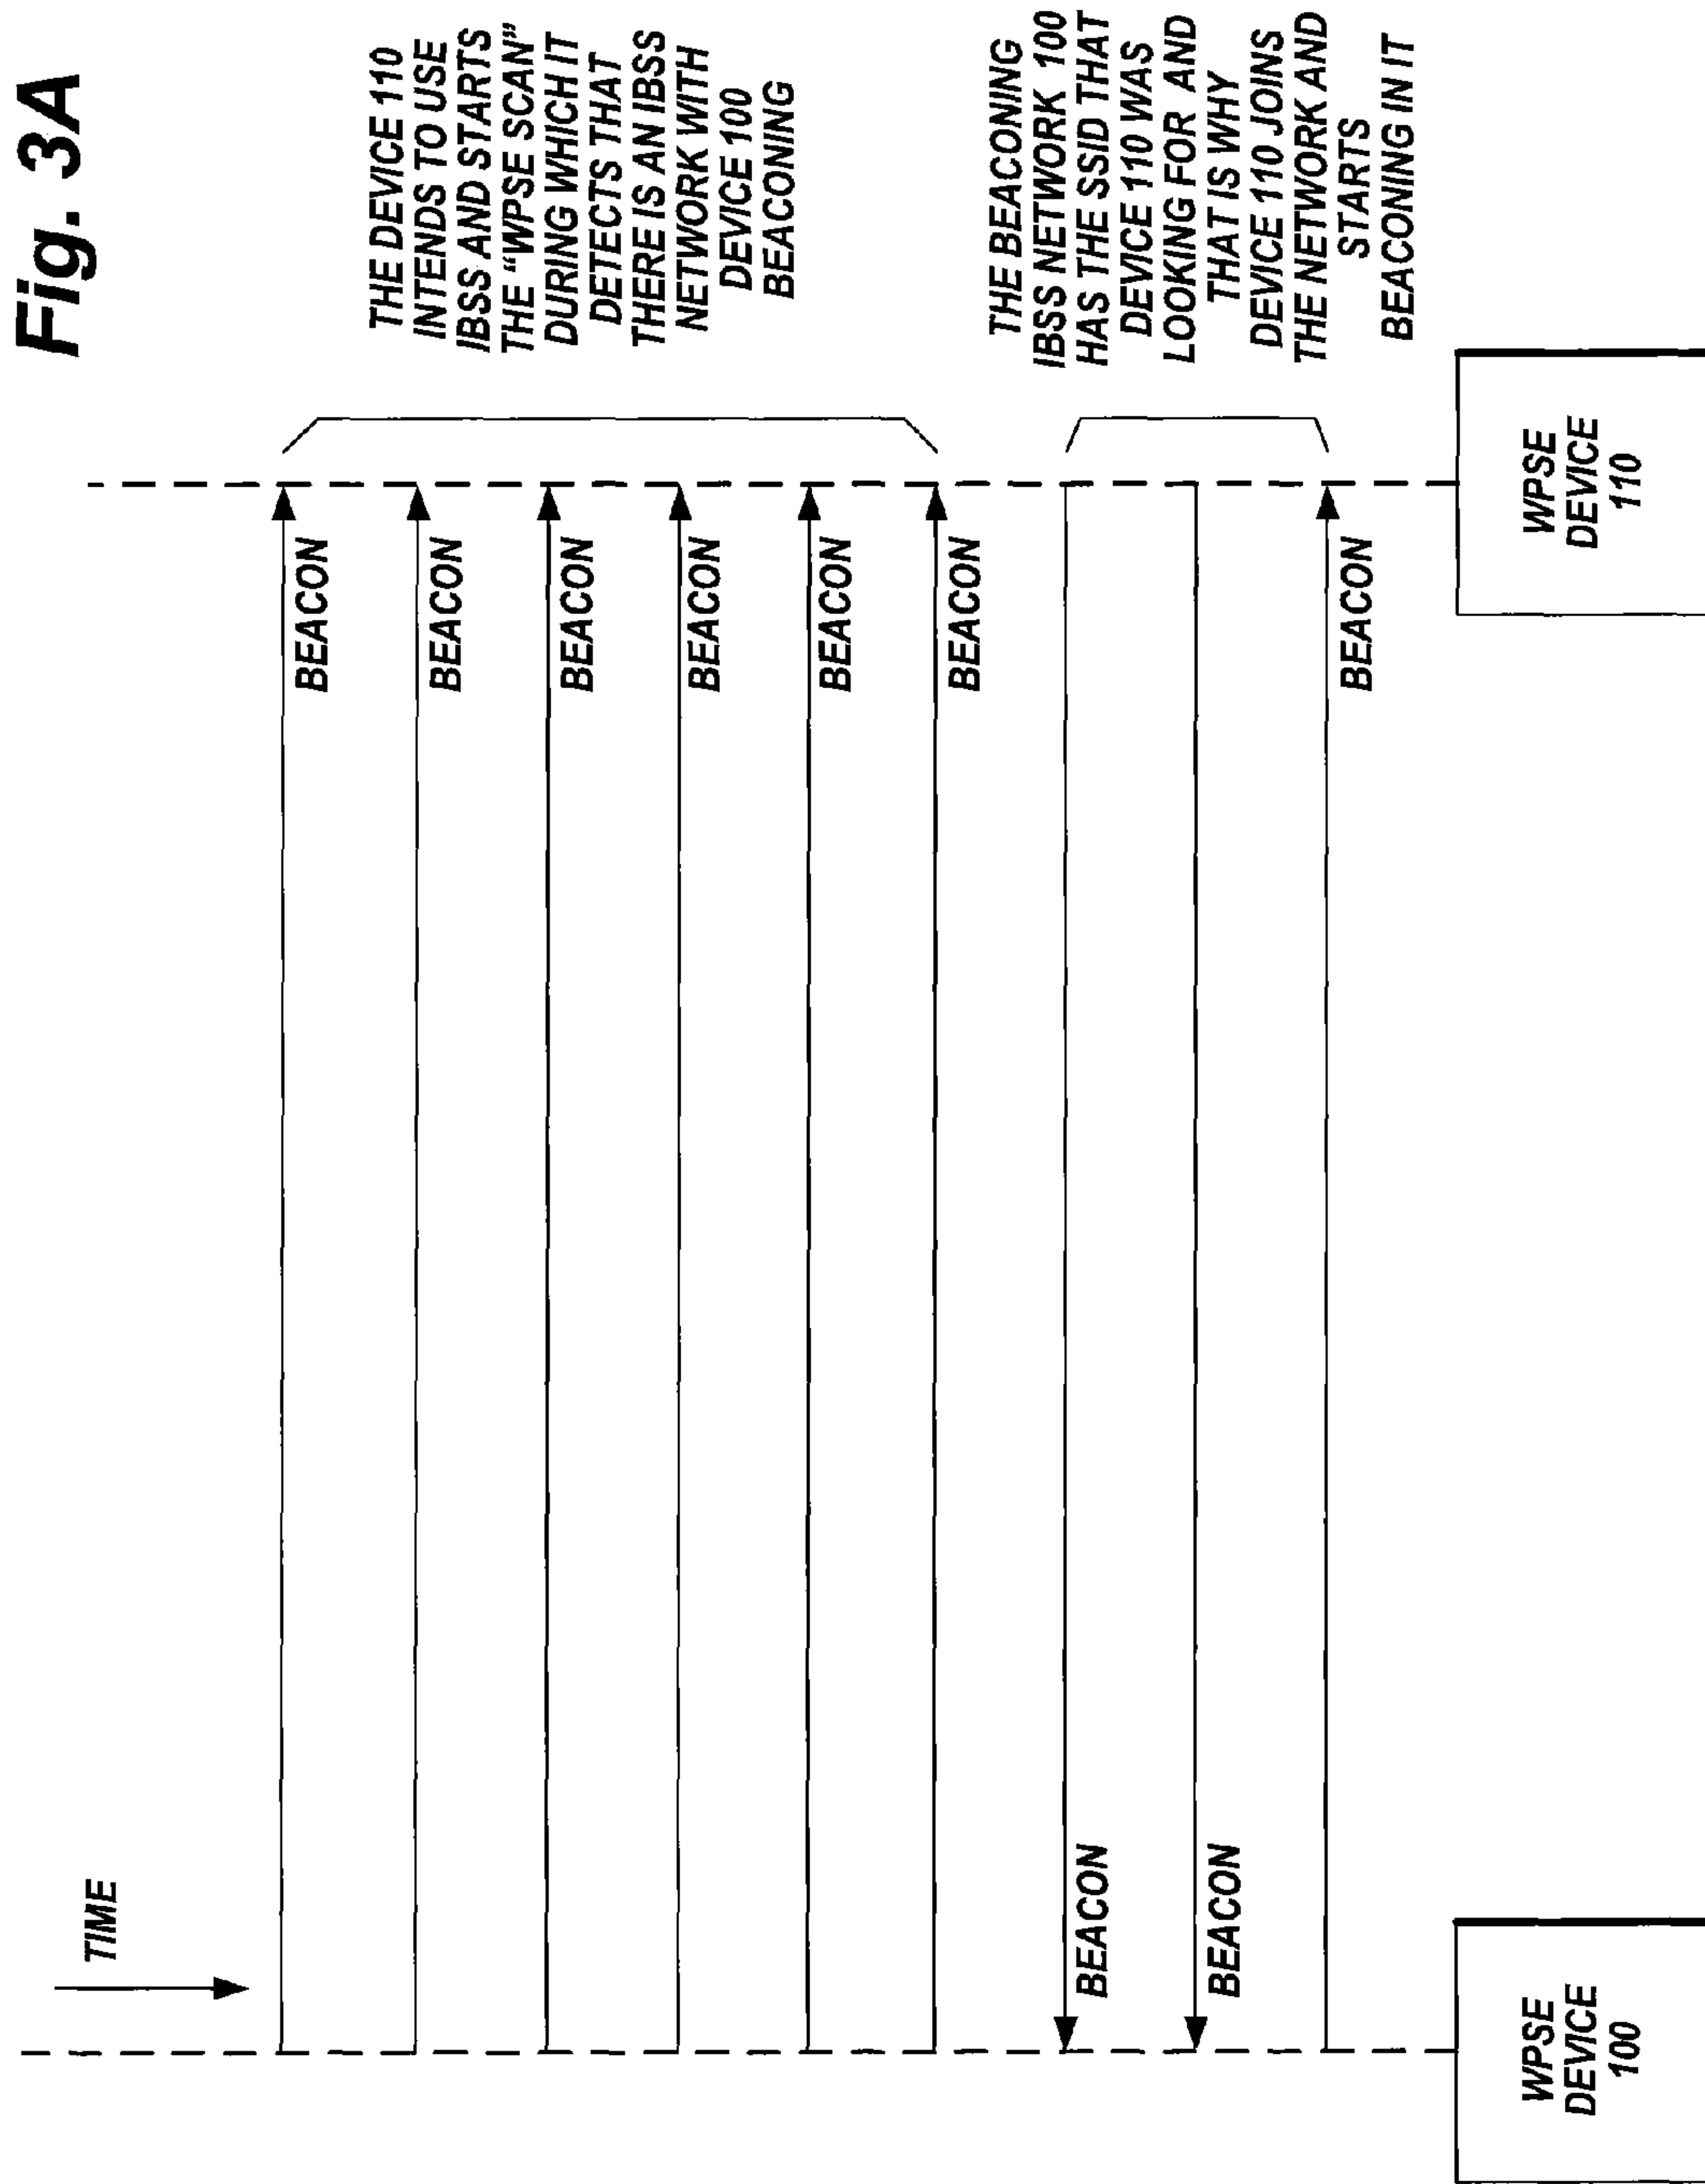 Fig. 3A
TIME
THE DEVICE 110
INTENDS TO USE
IBSS AND STARTS
THE “WPSE SCAN”
DURING WHICH IT
DETECTS THAT
THERE IS AN IBSS
NETWORK WITH
DEVICE 100
BEACONING
BEACON
BEACON
BEACON
BEACON
BEACON
BEACON
THE BEACONING
IBSS NETWORK 100
HAS THE SSID THAT
DEVICE 110 WAS
LOOKING FOR AND
THAT IS WHY
DEVICE 110 JOINS
THE NETWORK AND
STARTS
BEACONING IN IT
BEACON
BEACON
BEACON
WPSE
DEVICE
100
WPSE
DEVICE
110